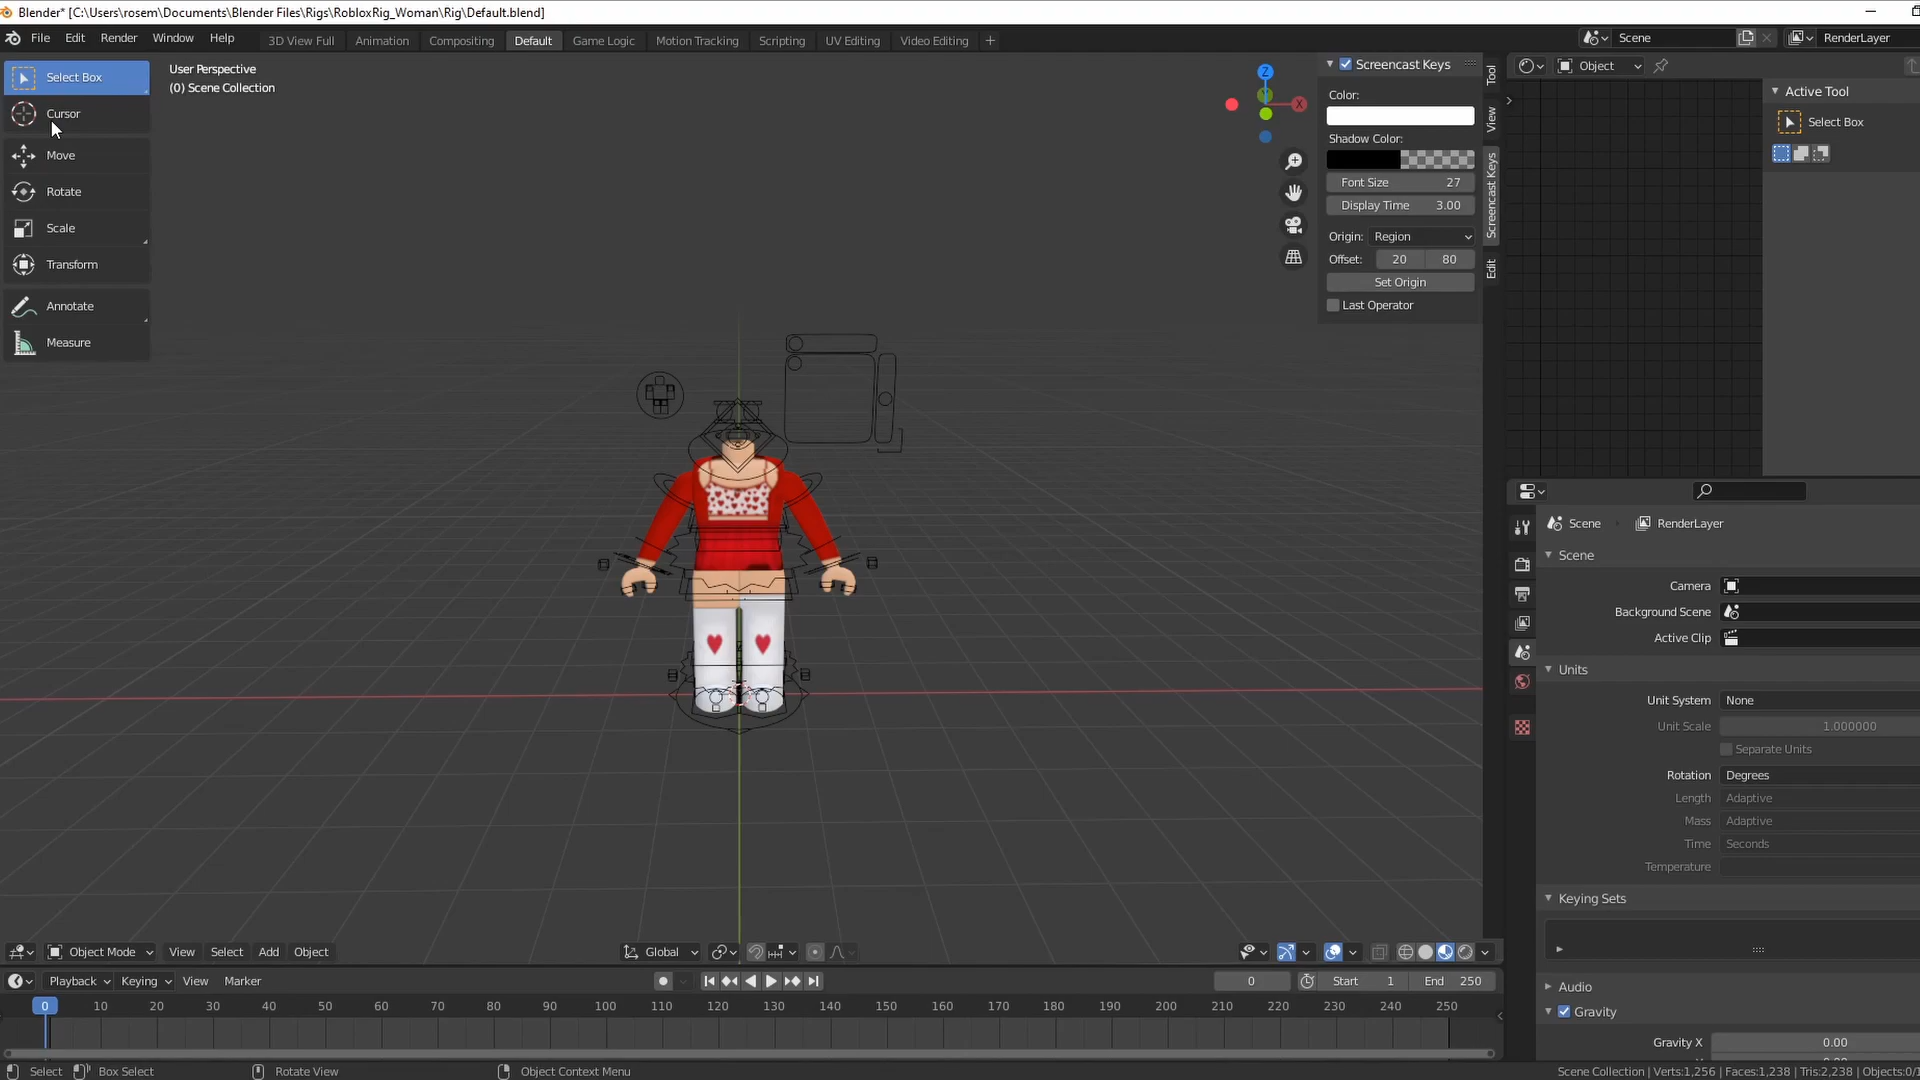 Blender* [C:\Users\rosem\Documents\Blender Files\Rigs\RobloxRig_Woman\Rig\Default.blend]
File Edit Render Window Help 3D View Full Animation Compositing Default Game Logic Motion Tracking Scripting UV Editing Video Editing + Scene RenderLayer
Select Box
Cursor
Move
Rotate
Scale
Transform
Annotate
Measure
User Perspective
(0) Scene Collection
Z
X
Screencast Keys
Color:
Shadow Color:
Font Size 27
Display Time 3.00
Origin: Region
Offset: 20 80
Set Origin
Last Operator
Tool
View
Screencast Keys
Edit
Object
Active Tool
Select Box
Scene RenderLayer
Scene
Camera
Background Scene
Active Clip
Units
Unit System None
Unit Scale 1.000000
Separate Units
Rotation Degrees
Length Adaptive
Mass Adaptive
Time Seconds
Temperature
Keying Sets
Audio
Gravity
Gravity X 0.00
Object Mode View Select Add Object Global
Playback Keying View Marker 0 Start 1 End 250
0 10 20 30 40 50 60 70 80 90 100 110 120 130 140 150 160 170 180 190 200 210 220 230 240 250
Select Box Select Rotate View Object Context Menu Scene Collection | Verts:1,256 | Faces:1,238 | Tris:2,238 | Objects:0/1